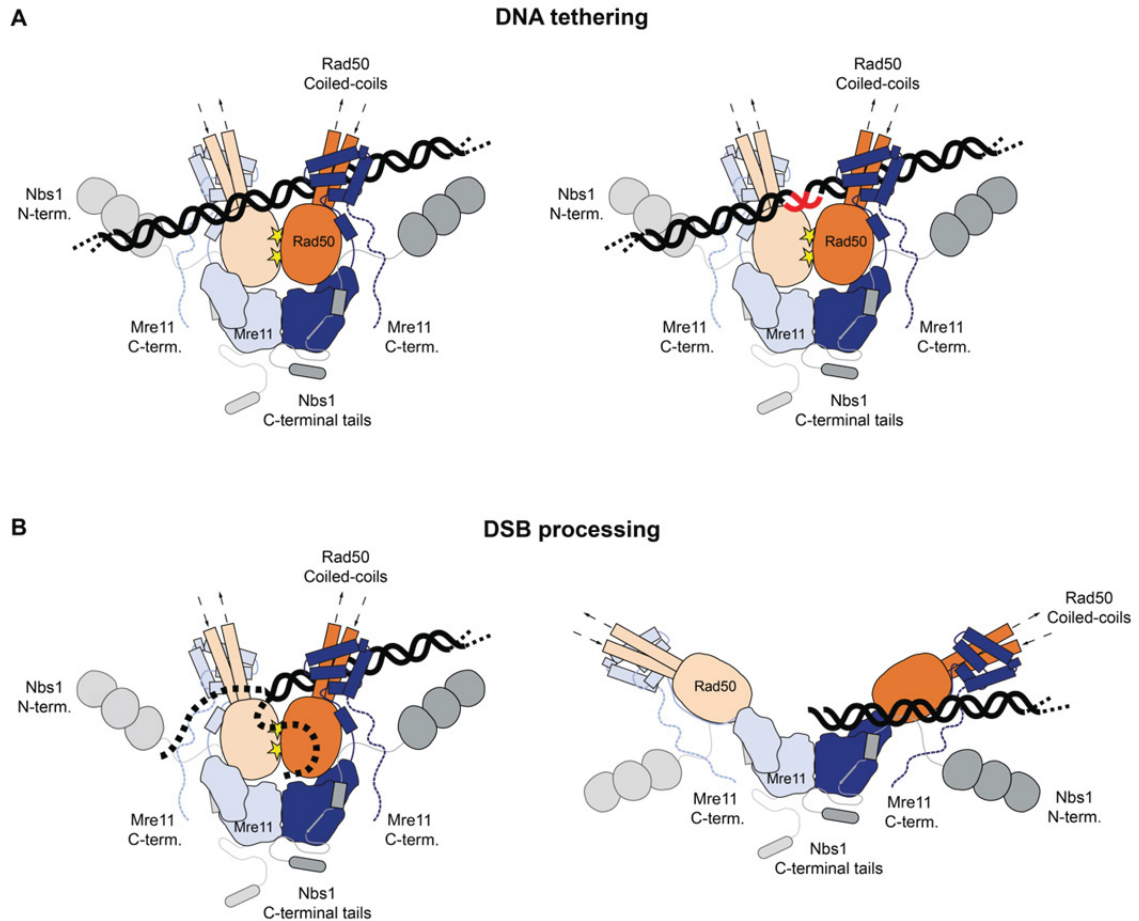 A
DNA tethering
Rad50
Coiled-coils
Nbs1
N-term.
Rad50
Mre11
Mre11
C-term.
Mre11
C-term.
Nbs1
C-terminal tails
Rad50
Coiled-coils
Nbs1
N-term.
Rad50
Mre11
Mre11
C-term.
Mre11
C-term.
Nbs1
C-terminal tails
B
DSB processing
Rad50
Coiled-coils
Nbs1
N-term.
Mre11
Mre11
C-term.
Mre11
C-term.
Nbs1
C-terminal tails
Rad50
Coiled-coils
Rad50
Mre11
Mre11
C-term.
Mre11
C-term.
Nbs1
N-term.
Nbs1
C-terminal tails